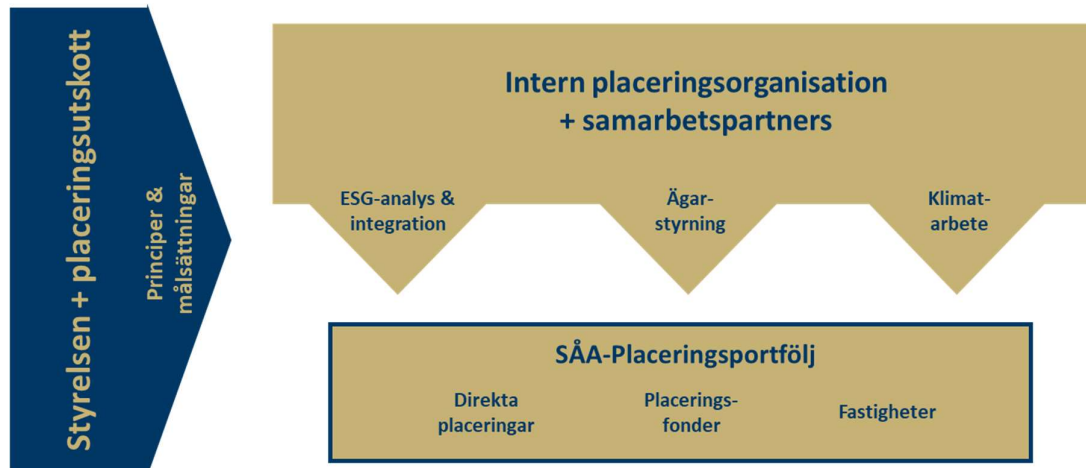 Styrelsen + placeringsutskott
Principer &
målsättningar
Intern placeringsorganisation
+ samarbetspartners
ESG-analys &
integration
Ägar-
styrning
Klimat-
arbete
SÅA-Placeringsportfölj
Direkta
placeringar
Placerings-
fonder
Fastigheter